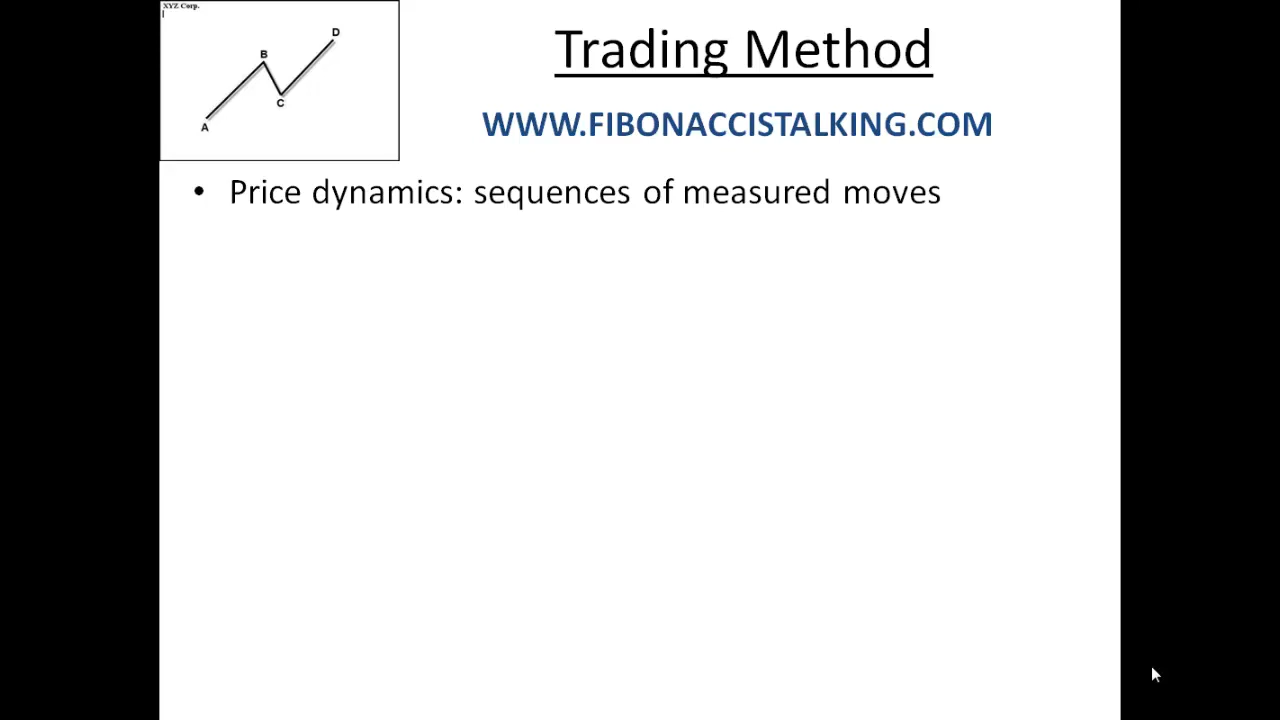 XYZ Corp.
D
B
C
A
Trading Method
WWW.FIBONACCISTALKING.COM
• Price dynamics: sequences of measured moves